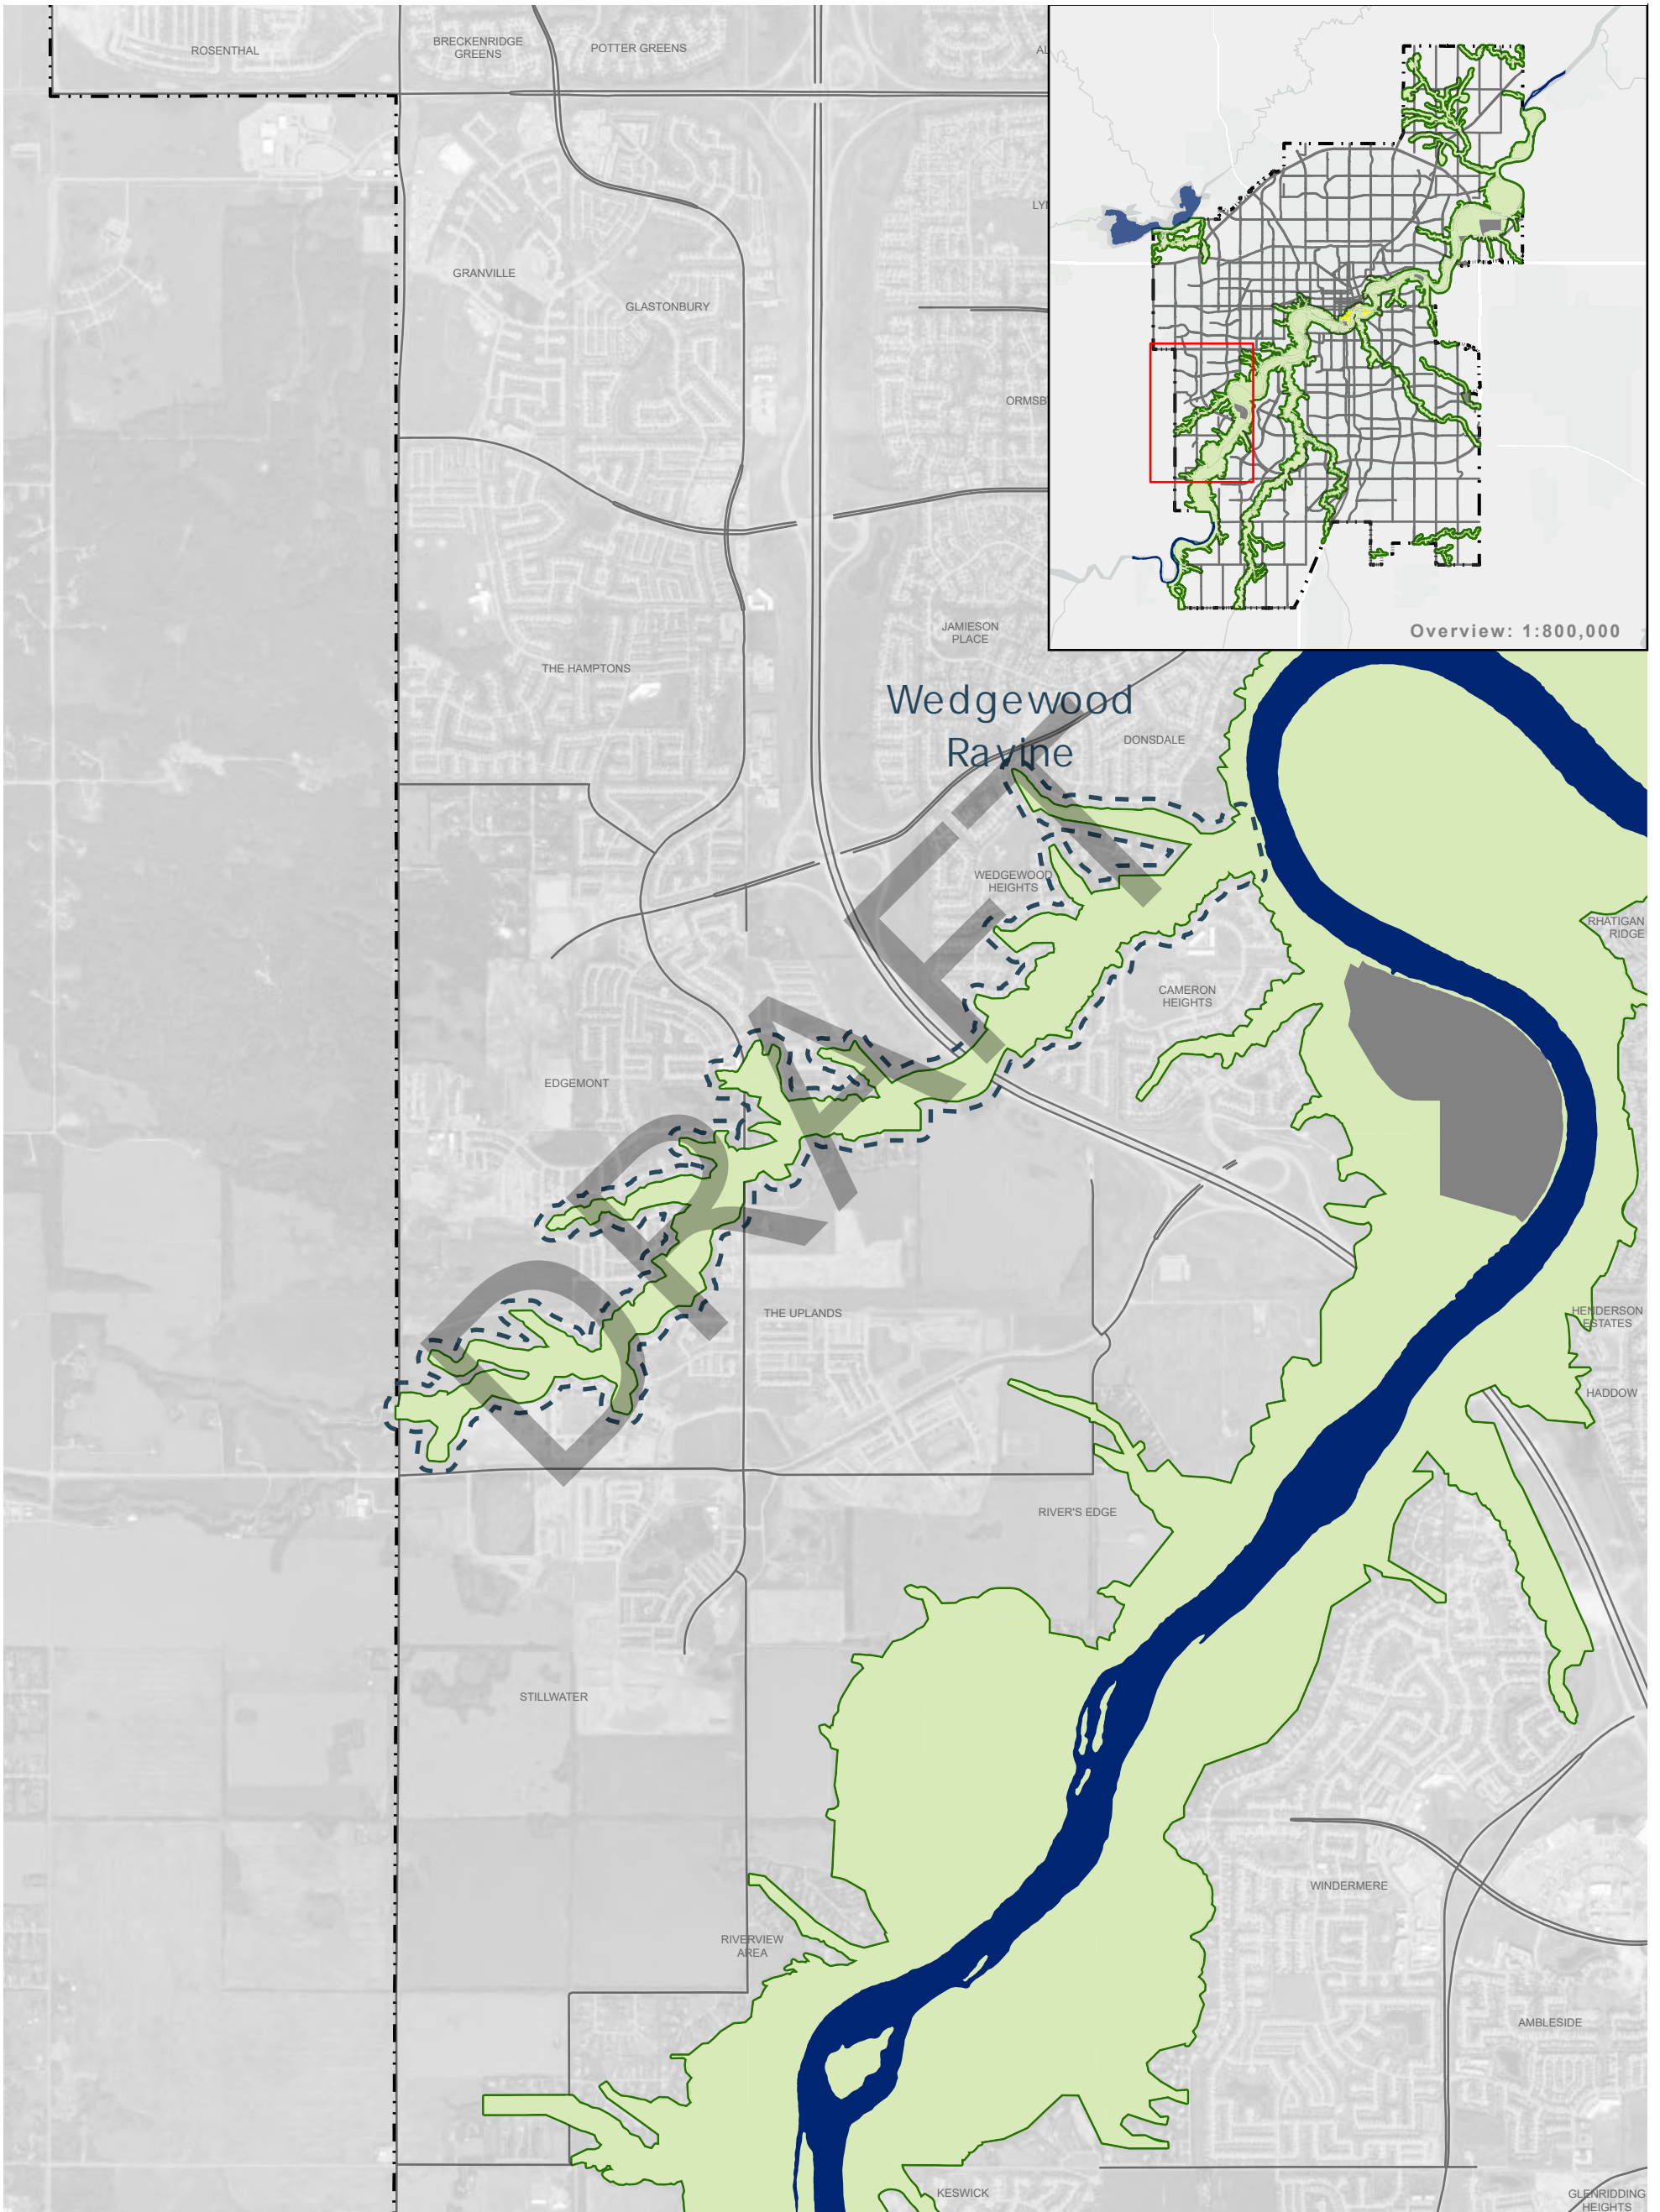 ROSENTHAL
BRECKENRIDGE
GREENS
POTTER GREENS
GRANVILLE
GLASTONBURY
Overview: 1:800,000
JAMIESON
PLACE
THE HAMPTONS
Wedgewood
Ravine
DONSDALE
WEDGEWOOD
HEIGHTS
RHATIGAN
RIDGE
CAMERON
HEIGHTS
EDGEMONT
DRAFT
THE UPLANDS
HENDERSON
ESTATES
HADDOW
RIVER'S EDGE
STILLWATER
WINDERMERE
RIVERVIEW
AREA
AMBLESIDE
KESWICK
GLENRIDDING
HEIGHTS